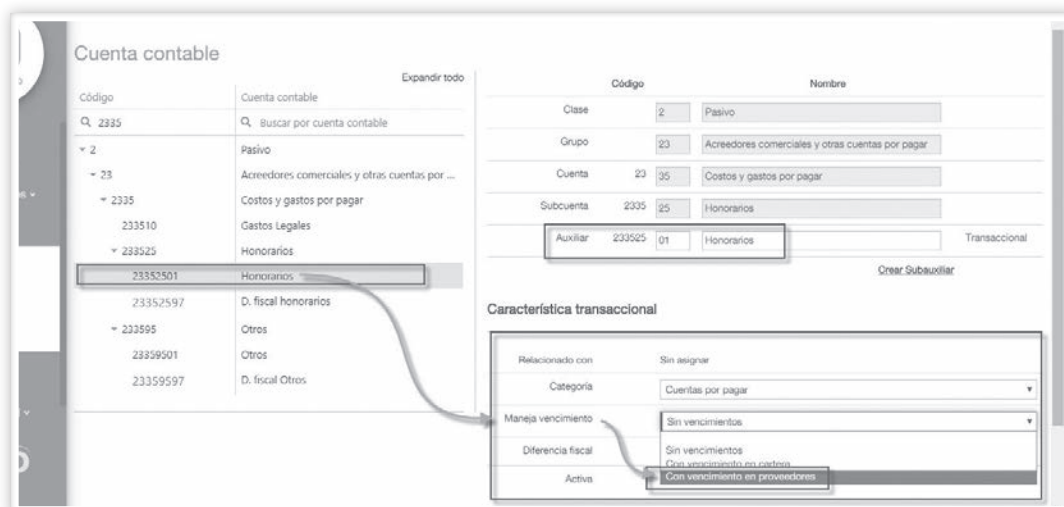 Cuenta contable
Expandir todo
Código Cuenta contable
2335 Buscar por cuenta contable
2 Pasivo
23 Acreedores comerciales y otras cuentas por ...
2335 Costos y gastos por pagar
233510 Gastos Legales
233525 Honorarios
23352501 Honorarios
23352597 D. fiscal honorarios
233595 Otros
23359501 Otros
23359597 D. fiscal Otros
Código Nombre
Clase 2 Pasivo
Grupo 23 Acreedores comerciales y otras cuentas por pagar
Cuenta 23 35 Costos y gastos por pagar
Subcuenta 2335 25 Honorarios
Auxiliar 233525 01 Honorarios Transaccional
Crear Subauxiliar
Característica transaccional
Relacionado con Sin asignar
Categoría Cuentas por pagar
Maneja vencimiento Sin vencimientos
Diferencia fiscal Sin vencimientos
Con vencimiento en cartera
Activa Con vencimiento en proveedores